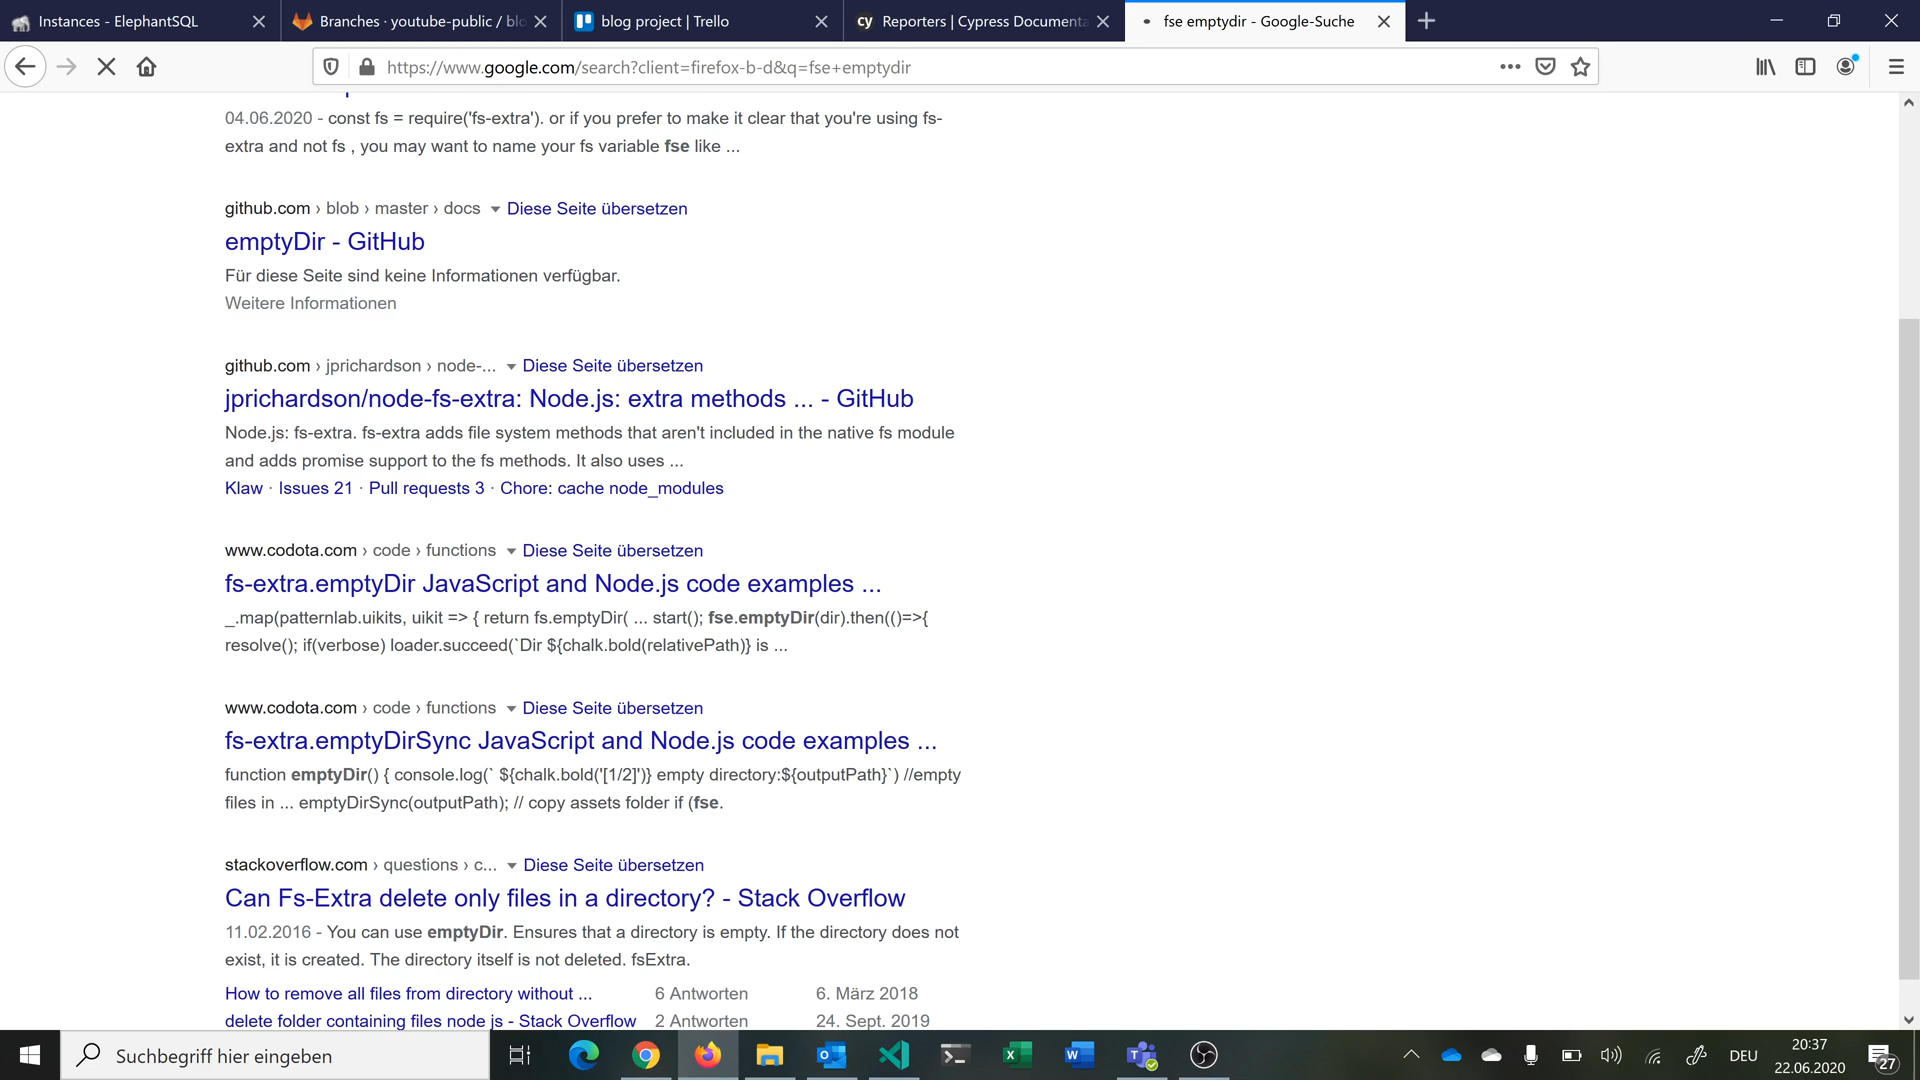 Instances - ElephantSQL
Branches · youtube-public / blo
blog project | Trello
Reporters | Cypress Documenta
fse emptydir - Google-Suche
https://www.google.com/search?client=firefox-b-d&q=fse+emptydir
04.06.2020 - const fs = require('fs-extra'). or if you prefer to make it clear that you're using fs-
extra and not fs , you may want to name your fs variable fse like ...
github.com › blob › master › docs Diese Seite übersetzen
emptyDir - GitHub
Für diese Seite sind keine Informationen verfügbar.
Weitere Informationen
github.com › jprichardson › node-... Diese Seite übersetzen
jprichardson/node-fs-extra: Node.js: extra methods ... - GitHub
Node.js: fs-extra. fs-extra adds file system methods that aren't included in the native fs module
and adds promise support to the fs methods. It also uses ...
Klaw · Issues 21 · Pull requests 3 · Chore: cache node_modules
www.codota.com › code › functions Diese Seite übersetzen
fs-extra.emptyDir JavaScript and Node.js code examples ...
_.map(patternlab.uikits, uikit => { return fs.emptyDir( ... start(); fse.emptyDir(dir).then(()=>{
resolve(); if(verbose) loader.succeed(`Dir ${chalk.bold(relativePath)} is ...
www.codota.com › code › functions Diese Seite übersetzen
fs-extra.emptyDirSync JavaScript and Node.js code examples ...
function emptyDir() { console.log(` ${chalk.bold('[1/2]')} empty directory:${outputPath}`) //empty
files in ... emptyDirSync(outputPath); // copy assets folder if (fse.
stackoverflow.com › questions › c... Diese Seite übersetzen
Can Fs-Extra delete only files in a directory? - Stack Overflow
11.02.2016 - You can use emptyDir. Ensures that a directory is empty. If the directory does not
exist, it is created. The directory itself is not deleted. fsExtra.
How to remove all files from directory without ... 6 Antworten 6. März 2018
delete folder containing files node js - Stack Overflow 2 Antworten 24. Sept. 2019
Suchbegriff hier eingeben
DEU
20:37
22.06.2020
27